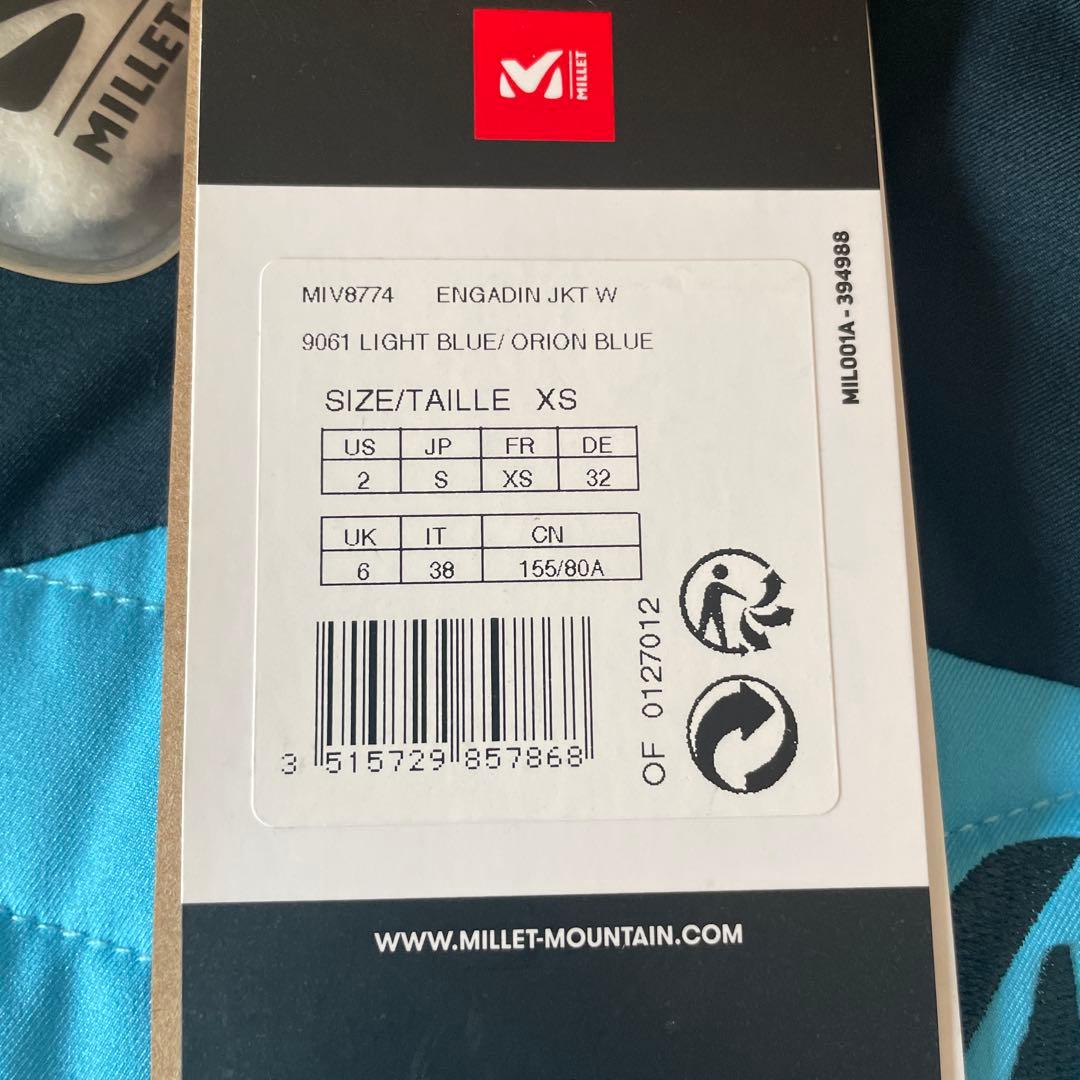 MILLET
MILLET
MIV8774 ENGADIN JKT W
9061 LIGHT BLUE/ ORION BLUE
SIZE/TAILLE XS
US JP FR DE
2 S XS 32
UK IT CN
6 38 155/80A
3 515729 857868
OF 0127012
MIL001A - 394988
WWW.MILLET-MOUNTAIN.COM